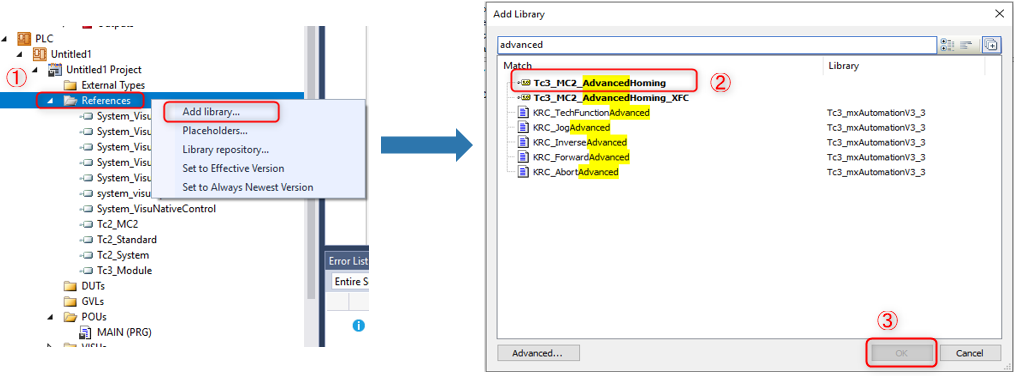 Outputs
PLC
Untitled1
①
Untitled1 Project
External Types
References
System_Visu
System_Visu
System_Visu
System_Visu
System_Visu
system_visu
System_VisuNativeControl
Tc2_MC2
Tc2_Standard
Tc2_System
Tc3_Module
DUTs
GVLs
POUs
MAIN (PRG)
VISUs
Add library...
Placeholders...
Library repository...
Set to Effective Version
Set to Always Newest Version
Error List
Entire S
Add Library
advanced
Match Library
Tc3_MC2_AdvancedHoming
②
Tc3_MC2_AdvancedHoming_XFC
KRC_TechFunctionAdvanced Tc3_mxAutomationV3_3
KRC_JogAdvanced Tc3_mxAutomationV3_3
KRC_InverseAdvanced Tc3_mxAutomationV3_3
KRC_ForwardAdvanced Tc3_mxAutomationV3_3
KRC_AbortAdvanced Tc3_mxAutomationV3_3
③
Advanced... OK Cancel